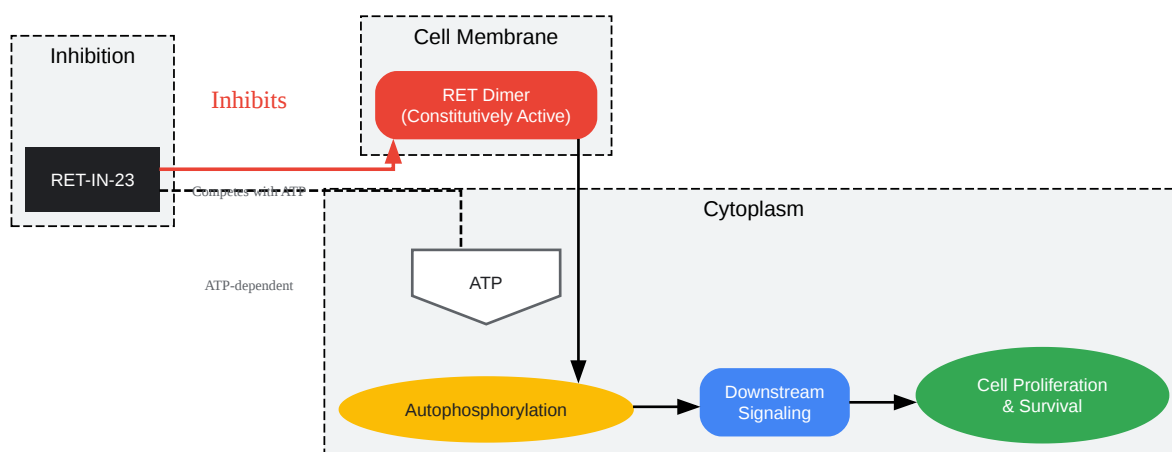 Inhibition
Cell Membrane
Inhibits
RET Dimer
(Constitutively Active)
RET-IN-23
Competes with ATP
Cytoplasm
ATP-dependent
ATP
Autophosphorylation
Downstream
Signaling
Cell Proliferation
& Survival